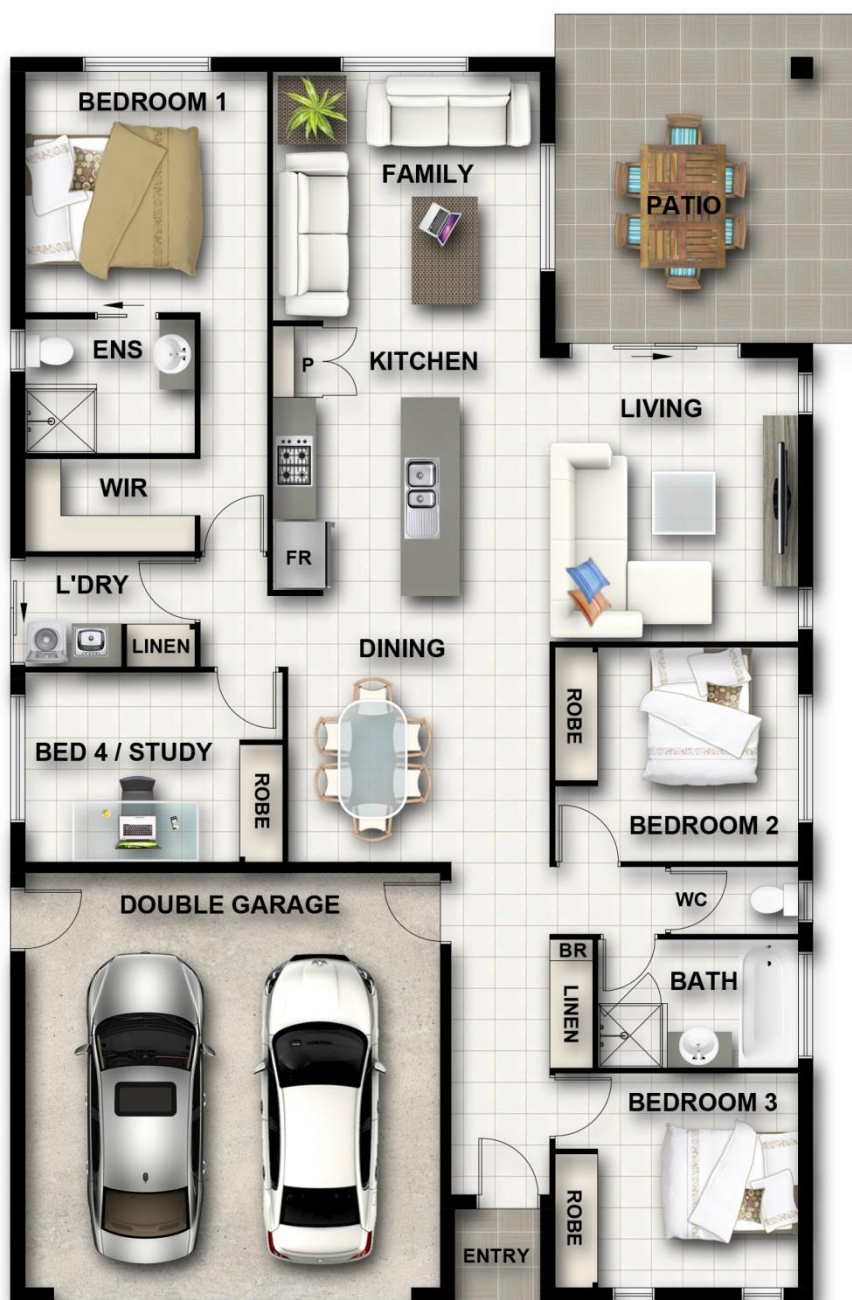 BEDROOM 1
FAMILY
PATIO
ENS
P
KITCHEN
LIVING
WIR
FR
L'DRY
LINEN
DINING
ROBE
BED 4 / STUDY
ROBE
BEDROOM 2
DOUBLE GARAGE
WC
BR
LINEN
BATH
BEDROOM 3
ROBE
ENTRY